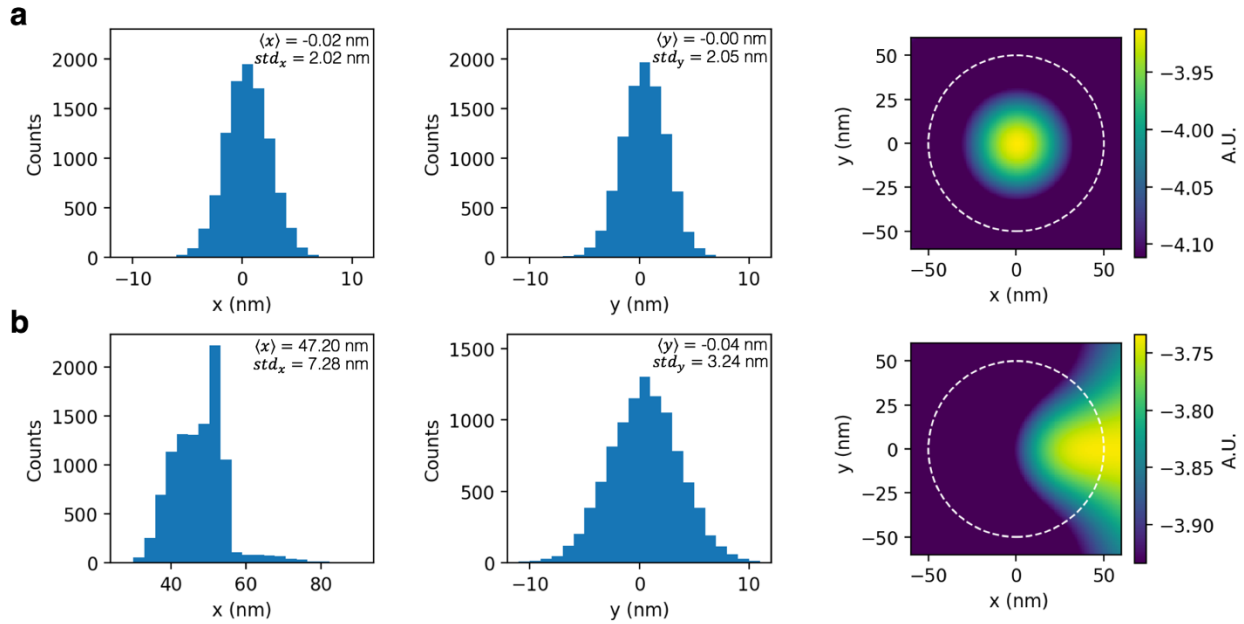 a
⟨x⟩ = -0.02 nm
std_x = 2.02 nm
2000
1500
1000
500
0
Counts
−10
0
10
x (nm)
⟨y⟩ = -0.00 nm
std_y = 2.05 nm
2000
1500
1000
500
0
Counts
−10
0
10
y (nm)
50
25
0
−25
−50
y (nm)
−50
0
50
x (nm)
−3.95
−4.00
−4.05
−4.10
A.U.
b
⟨x⟩ = 47.20 nm
std_x = 7.28 nm
2000
1500
1000
500
0
Counts
40
60
80
x (nm)
⟨y⟩ = -0.04 nm
std_y = 3.24 nm
1500
1000
500
0
Counts
−10
0
10
y (nm)
50
25
0
−25
−50
y (nm)
−50
0
50
x (nm)
−3.75
−3.80
−3.85
−3.90
A.U.